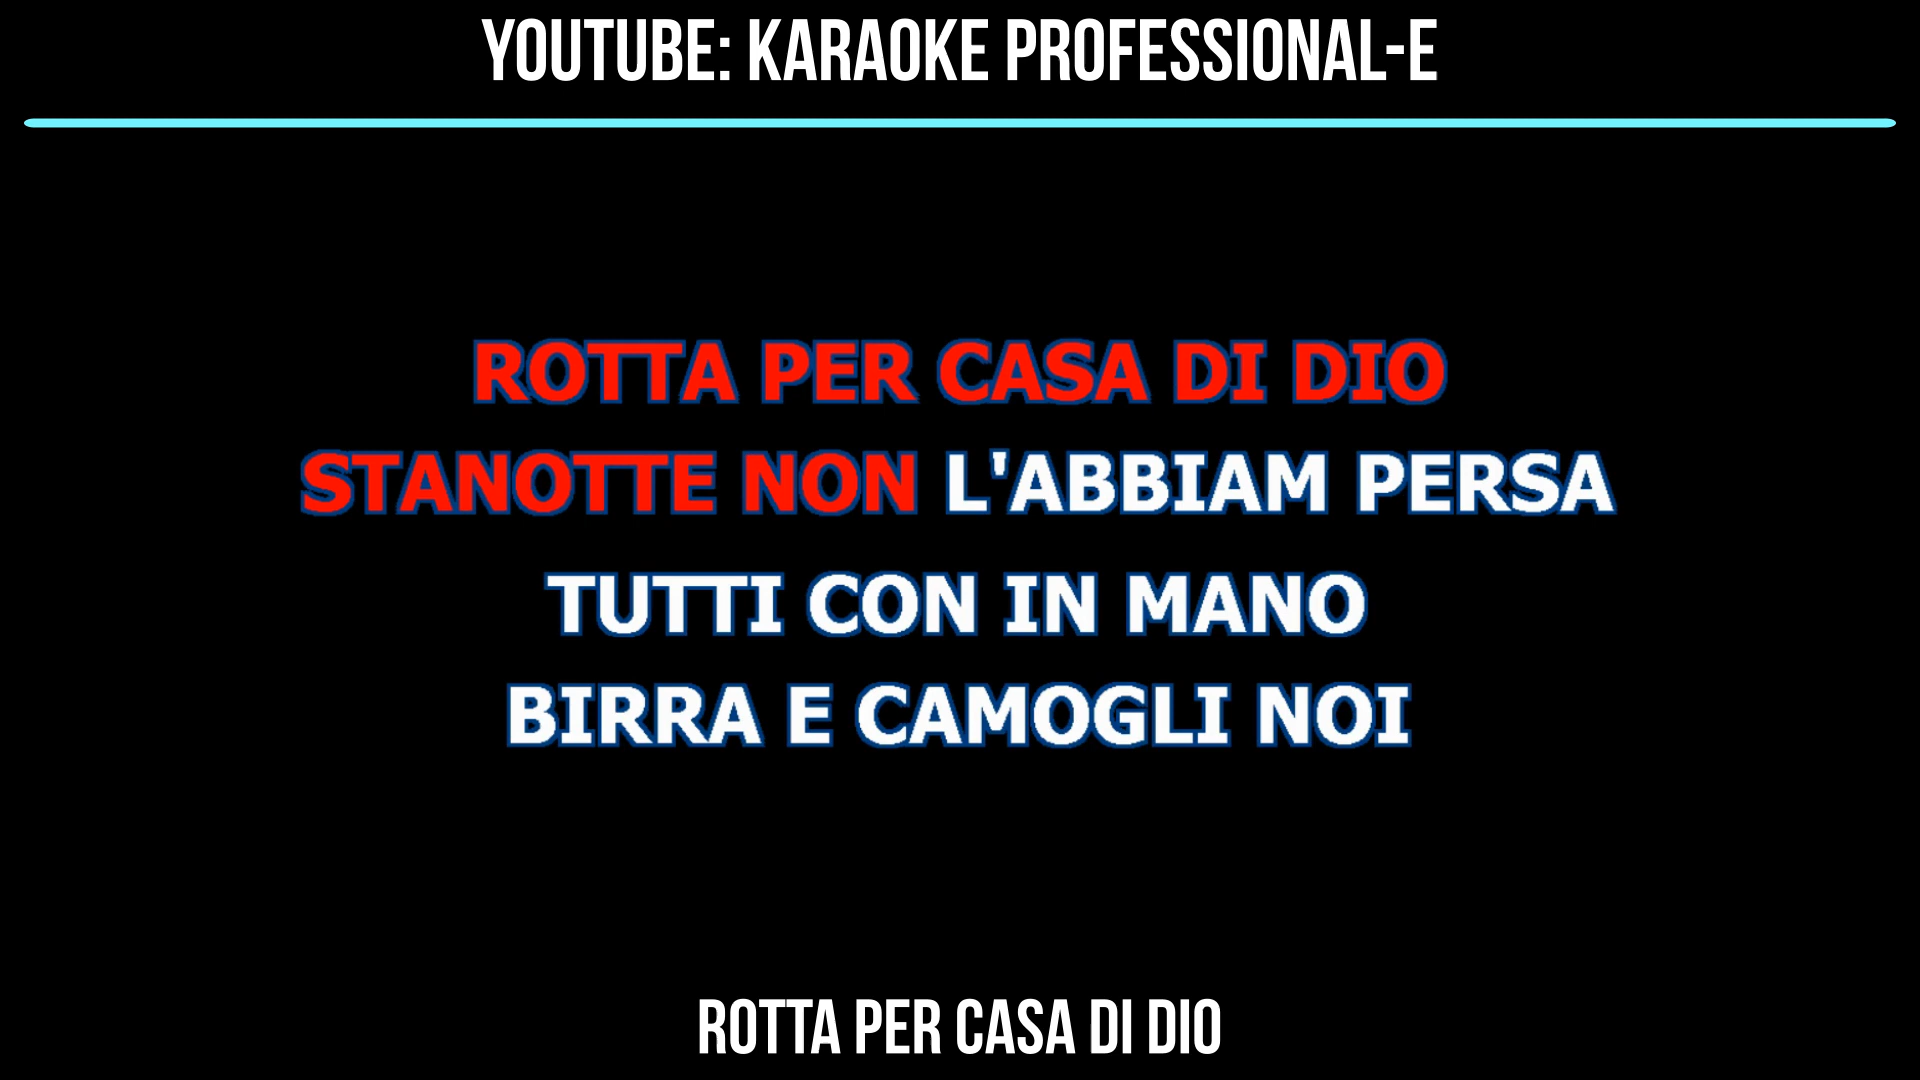 YOUTUBE: KARAOKE PROFESSIONAL-E
ROTTA PER CASA DI DIO
STANOTTE NON L'ABBIAM PERSA
TUTTI CON IN MANO
BIRRA E CAMOGLI NOI
ROTTA PER CASA DI DIO